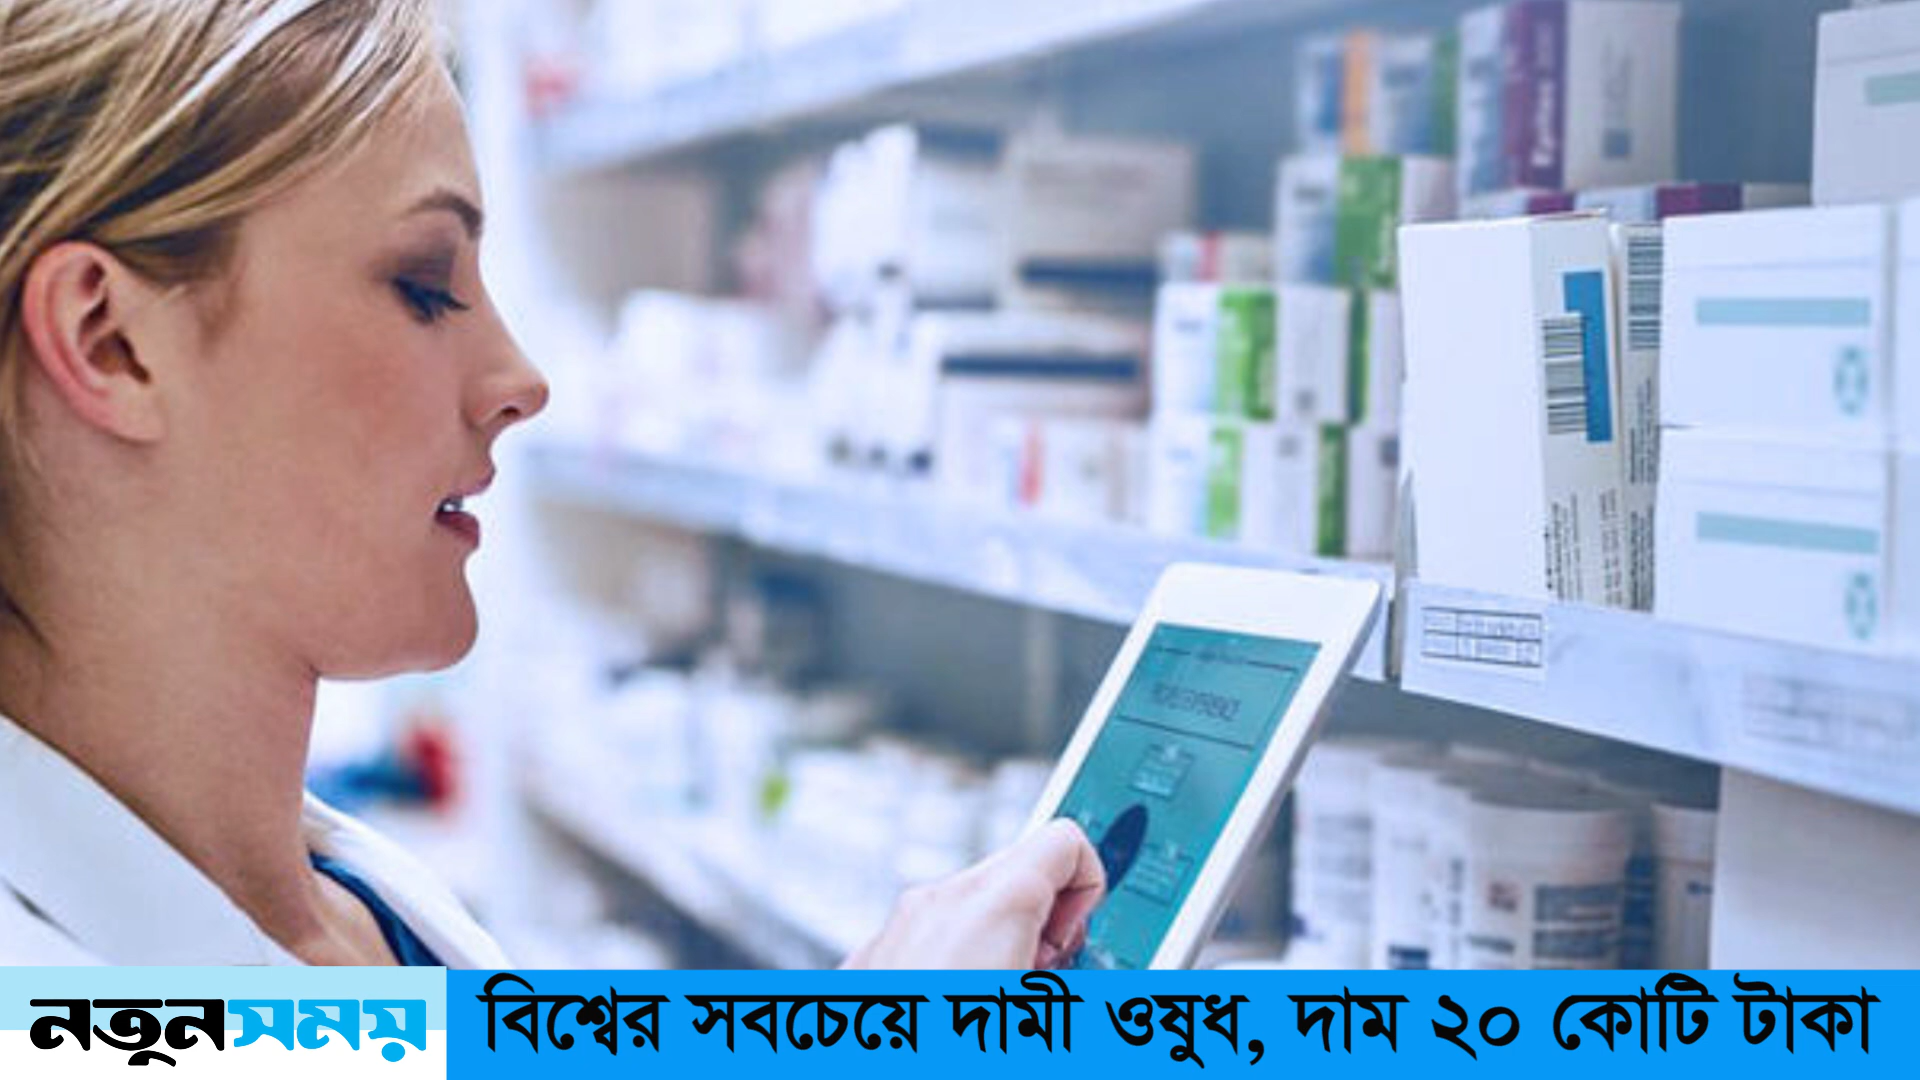 নতুনসময়
বিশ্বের সবচেয়ে দামী ওষুধ, দাম ২০ কোটি টাকা